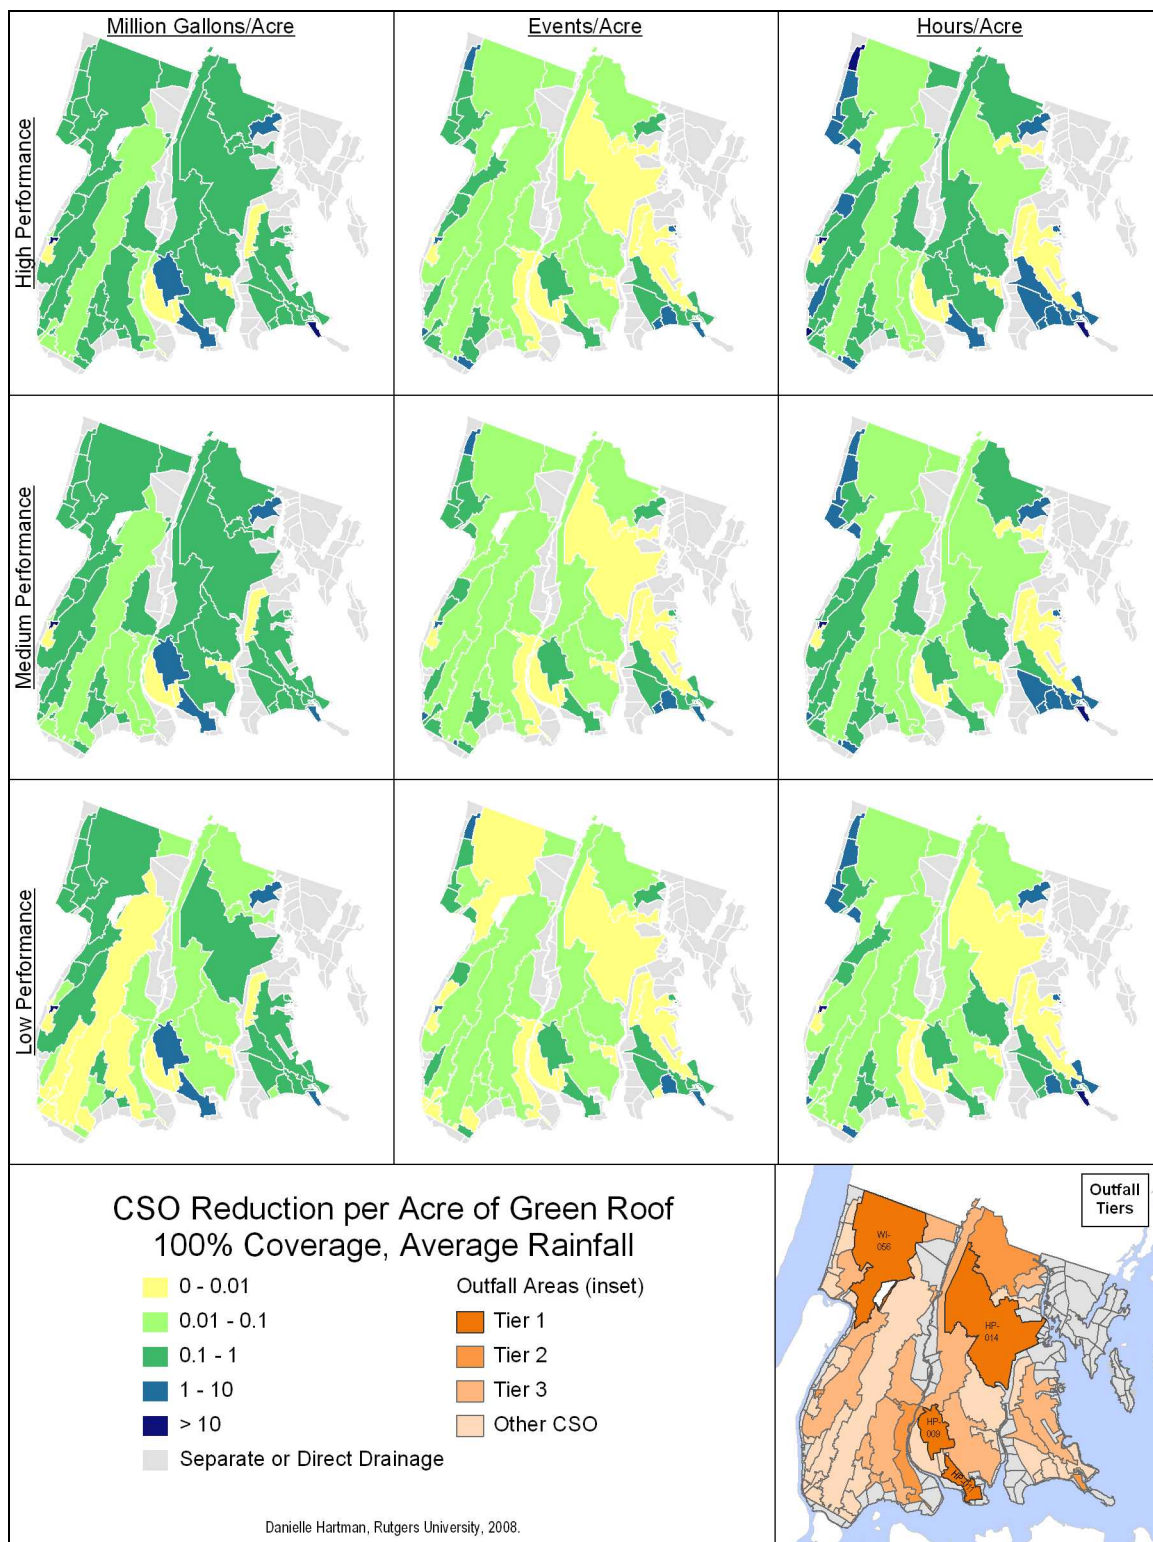 Million Gallons/Acre
Events/Acre
Hours/Acre
High Performance
Medium Performance
Low Performance
CSO Reduction per Acre of Green Roof
100% Coverage, Average Rainfall
0 - 0.01
0.01 - 0.1
0.1 - 1
1 - 10
> 10
Separate or Direct Drainage
Outfall Areas (inset)
Tier 1
Tier 2
Tier 3
Other CSO
Danielle Hartman, Rutgers University, 2008.
Outfall
Tiers
WI-
056
HP-
014
HP-
009